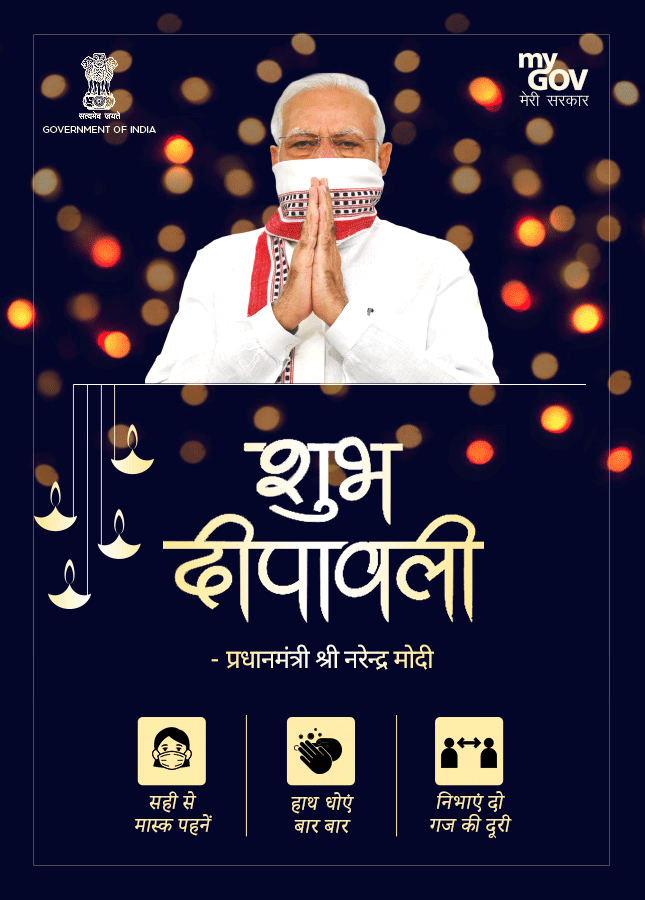 सत्यमेव जयते
GOVERNMENT OF INDIA
my
GOV
मेरी सरकार
शुभ
दीपावली
- प्रधानमंत्री श्री नरेन्द्र मोदी
सही से
मास्क पहनें
हाथ धोएं
बार बार
निभाएं दो
गज की दूरी